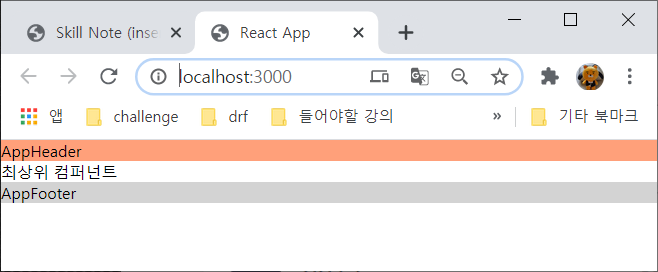 Skill Note (inse
React App
localhost:3000
앱
challenge
drf
들어야할 강의
»
기타 북마크
AppHeader
최상위 컴퍼넌트
AppFooter